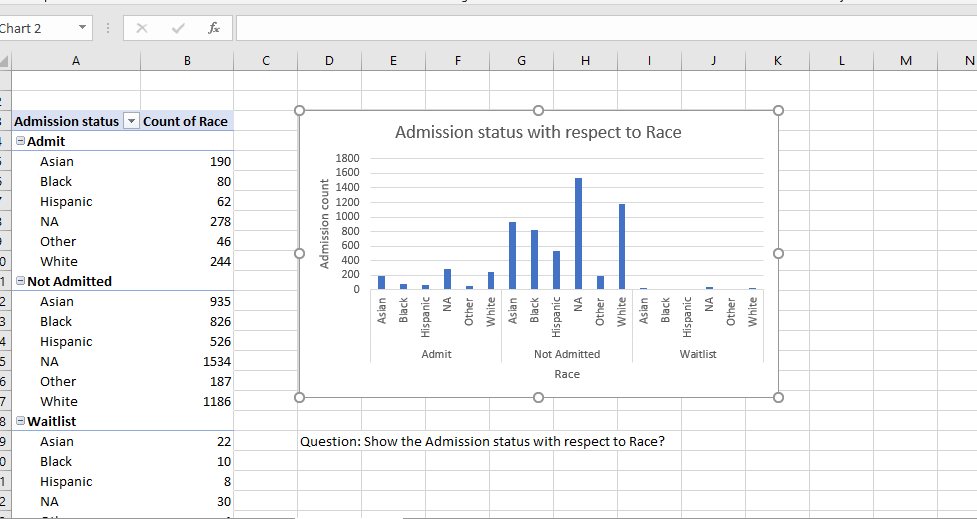 Chart 2
fx
A B C D E F G H I J K L M N
Admission status Count of Race
Admit
Asian 190
Black 80
Hispanic 62
NA 278
Other 46
White 244
Not Admitted
Asian 935
Black 826
Hispanic 526
NA 1534
Other 187
White 1186
Waitlist
Asian 22
Black 10
Hispanic 8
NA 30
Admission status with respect to Race
Admission count
1800
1600
1400
1200
1000
800
600
400
200
0
Asian Black Hispanic NA Other White Asian Black Hispanic NA Other White Asian Black Hispanic NA Other White
Admit Not Admitted Waitlist
Race
Question: Show the Admission status with respect to Race?